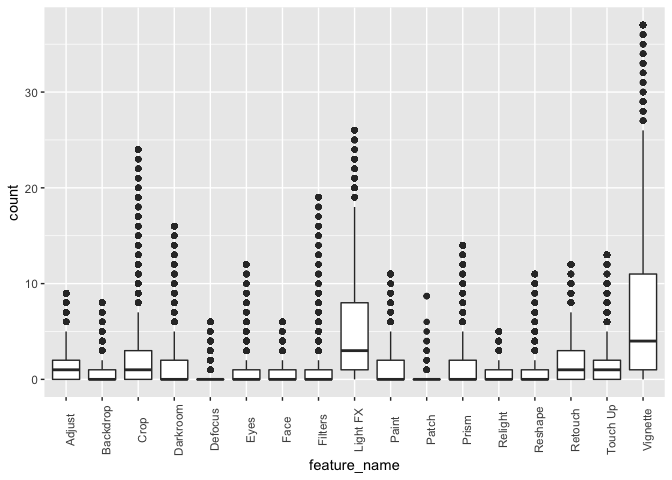 count
30
20
10
0
Adjust
Backdrop
Crop
Darkroom
Defocus
Eyes
Face
Filters
Light FX
Paint
Patch
Prism
Relight
Reshape
Retouch
Touch Up
Vignette
feature_name